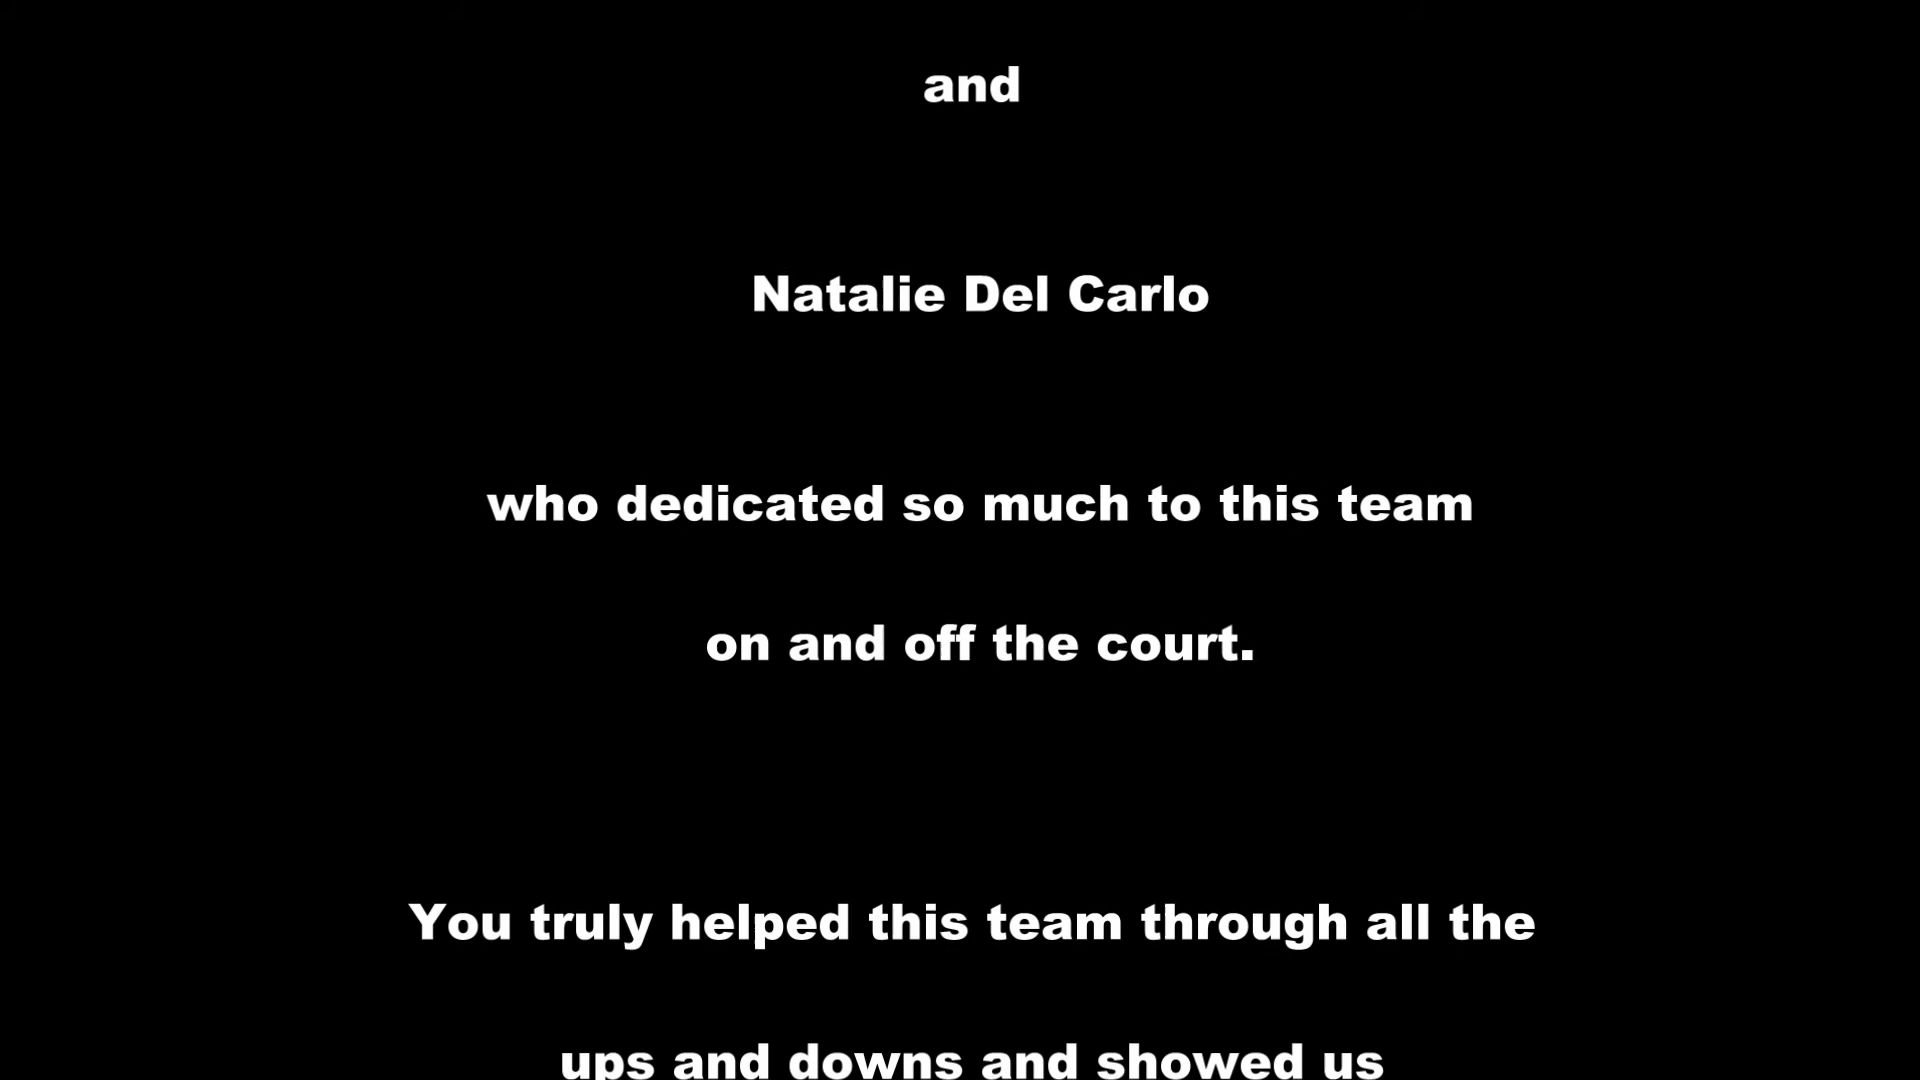 and
Natalie Del Carlo
who dedicated so much to this team
on and off the court.
You truly helped this team through all the
ups and downs and showed us